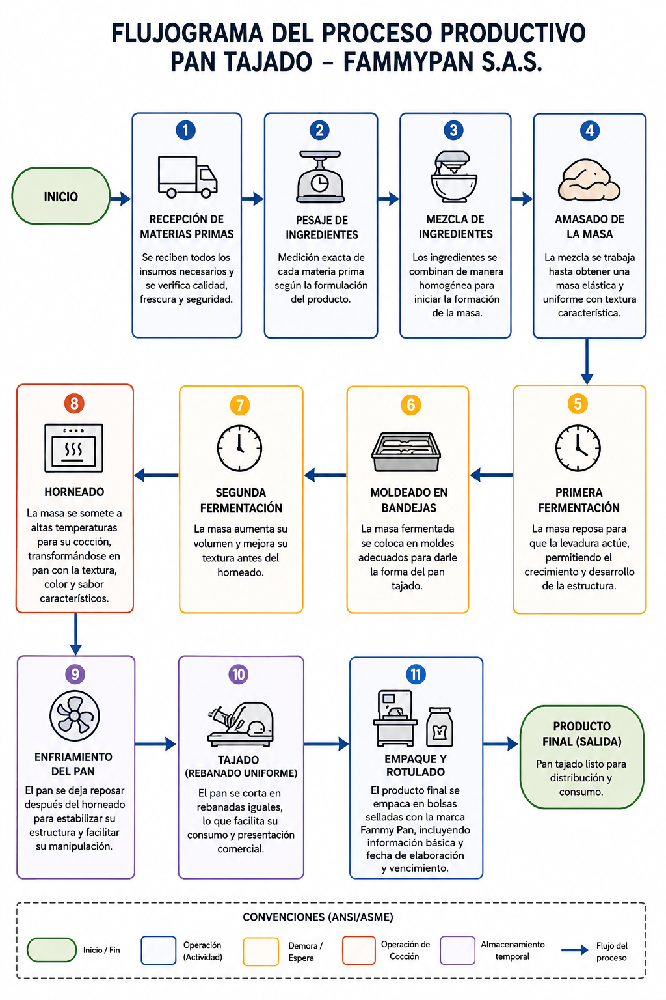 FLUJOGRAMA DEL PROCESO PRODUCTIVO
PAN TAJADO – FAMMYPAN S.A.S.
INICIO
1
RECEPCIÓN DE
MATERIAS PRIMAS
Se reciben todos los
insumos necesarios y
se verifica calidad,
frescura y seguridad.
2
PESAJE DE
INGREDIENTES
Medición exacta de
cada materia prima
según la formulación
del producto.
3
MEZCLA DE
INGREDIENTES
Los ingredientes se
combinan de manera
homogénea para
iniciar la formación
de la masa.
4
AMASADO DE
LA MASA
La mezcla se trabaja
hasta obtener una
masa elástica y
uniforme con textura
característica.
5
PRIMERA
FERMENTACIÓN
La masa reposa para
que la levadura actúe,
permitiendo el
crecimiento y desarrollo
de la estructura.
6
MOLDEADO EN
BANDEJAS
La masa fermentada
se coloca en moldes
adecuados para darle
la forma del pan
tajado.
7
SEGUNDA
FERMENTACIÓN
La masa aumenta su
volumen y mejora su
textura antes del
horneado.
8
HORNEADO
La masa se somete a
altas temperaturas
para su cocción,
transformándose en
pan con la textura,
color y sabor
característicos.
9
ENFRIAMIENTO
DEL PAN
El pan se deja reposar
después del horneado
para estabilizar su
estructura y facilitar
su manipulación.
10
TAJADO
(REBANADO UNIFORME)
El pan se corta en
rebanadas iguales,
lo que facilita su
consumo y presentación
comercial.
11
EMPAQUE Y
ROTULADO
El producto final se
empaca en bolsas
selladas con la marca
Fammy Pan, incluyendo
información básica y
fecha de elaboración
y vencimiento.
PRODUCTO
FINAL (SALIDA)
Pan tajado listo para
distribución y
consumo.
CONVENCIONES (ANSI/ASME)
Inicio / Fin
Operación
(Actividad)
Demora /
Espera
Operación de
Cocción
Almacenamiento
temporal
Flujo del
proceso